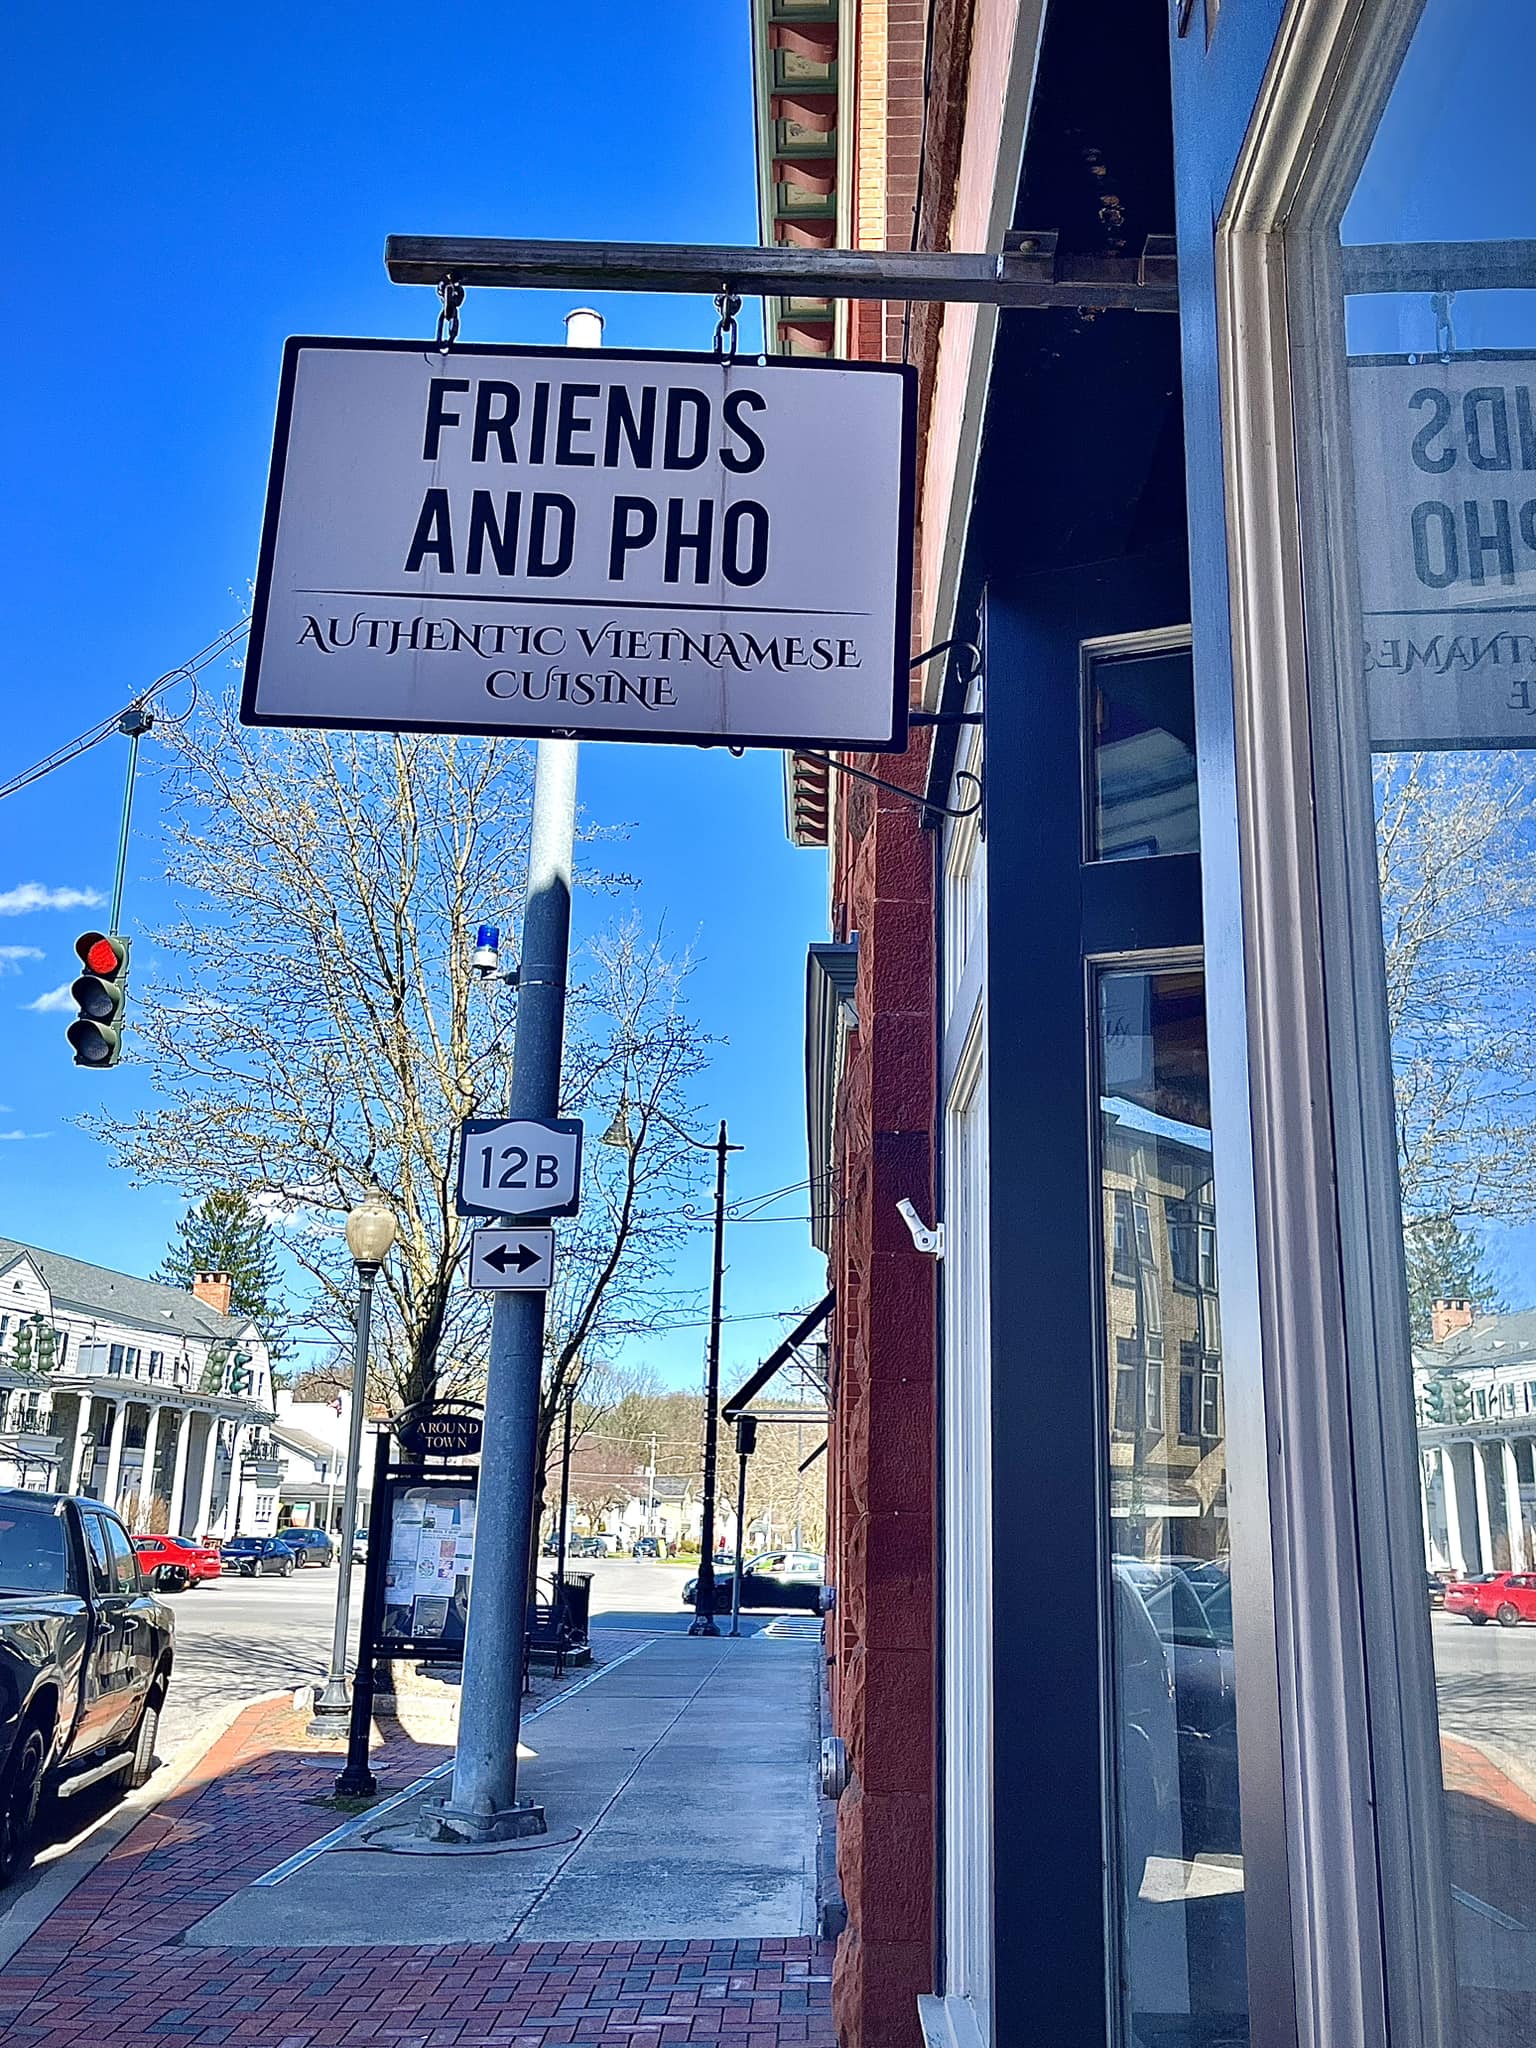 FRIENDS
AND PHO
AUTHENTIC VIETNAMESE
CUISINE
12B
AROUND
TOWN